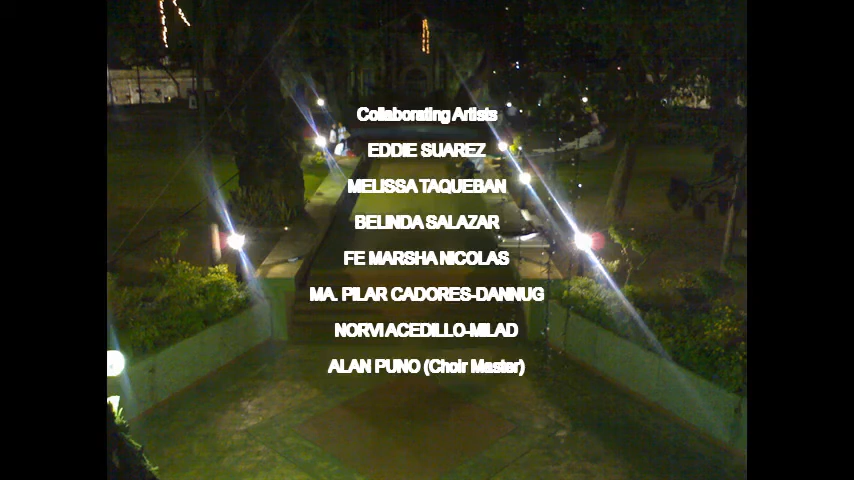 Collaborating Artists
EDDIE SUAREZ
MELISSA TAQUEBAN
BELINDA SALAZAR
FE MARSHA NICOLAS
MA. PILAR CADORES-DANNUG
NORVI ACEDILLO-MILAD
ALAN PUNO (Choir Master)